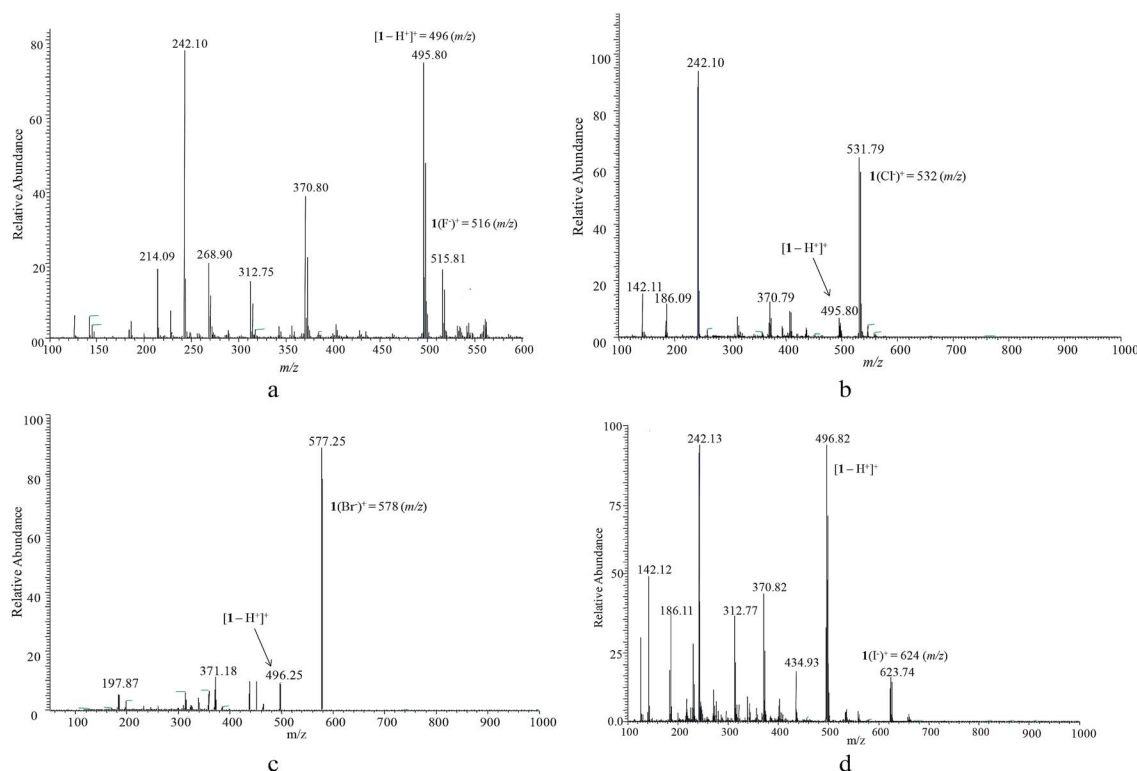 [1 – H⁺]⁺ = 496 (m/z)
495.80
242.10
370.80
1(F⁻)⁺ = 516 (m/z)
515.81
214.09
268.90
312.75
80
60
40
20
00
Relative Abundance
50 100 150 200 250 300 350 400 450 500 550 600
m/z
a
242.10
531.79
1(Cl⁻)⁺ = 532 (m/z)
[1 – H⁺]⁺
142.11
186.09
370.79
495.80
100
80
60
40
20
00
Relative Abundance
100 200 300 400 500 600 700 800 900 1000
m/z
b
577.25
1(Br⁻)⁺ = 578 (m/z)
[1 – H⁺]⁺
197.87
371.18
496.25
100
80
60
40
20
0
Relative Abundance
100 200 300 400 500 600 700 800 900 1000
m/z
c
242.13
496.82
[1 – H⁺]⁺
142.12
186.11
312.77
370.82
434.93
1(I⁻)⁺ = 624 (m/z)
623.74
100
75
50
25
0.0
Relative Abundance
100 200 300 400 500 600 700 800 900 1000
m/z
d